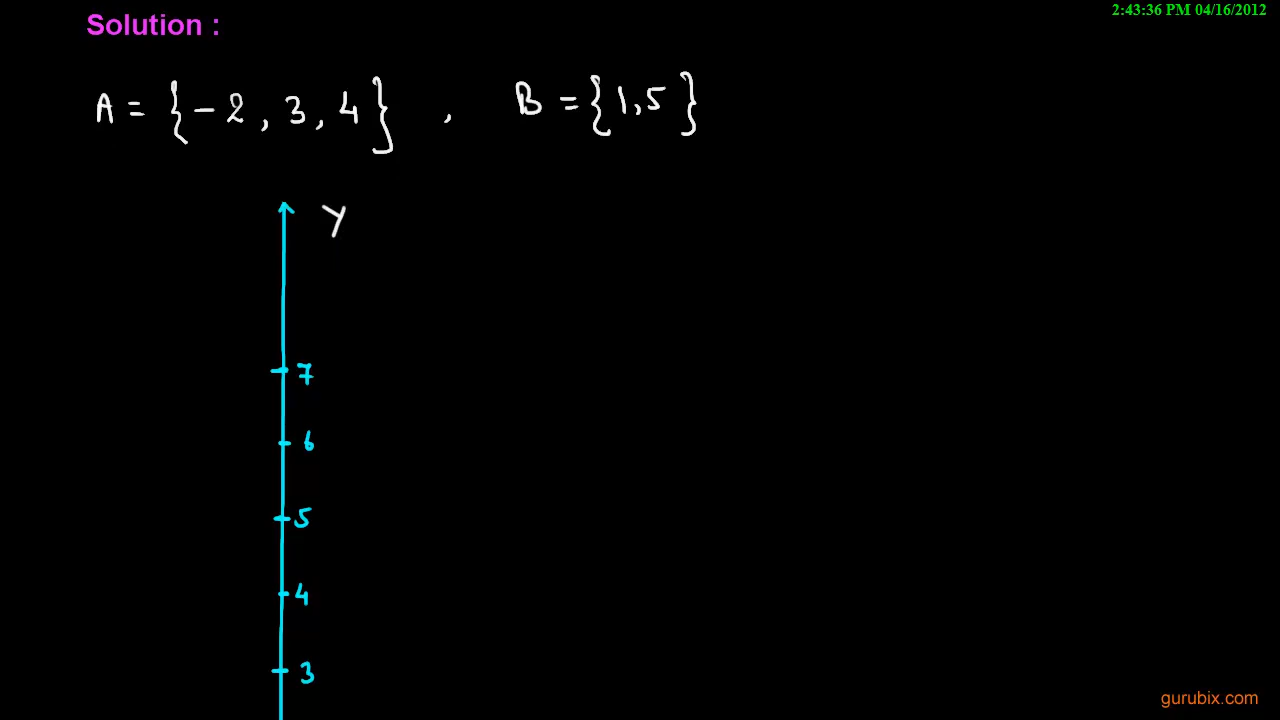 2:43:36 PM 04/16/2012
Solution :
A = {-2, 3, 4} , B = {1, 5}
Y
7
6
5
4
3
gurubix.com